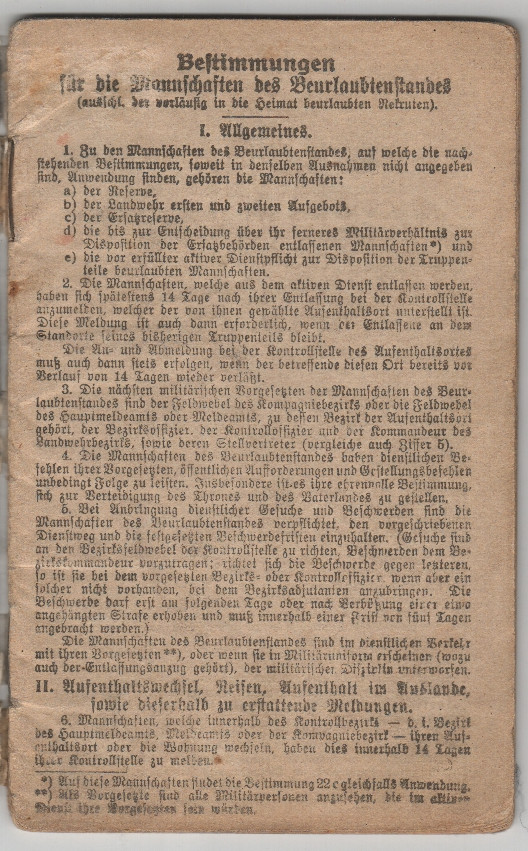 Bestimmungen
für die Mannschaften des Beurlaubtenstandes
(ausschl. der vorläufig in die Heimat beurlaubten Rekruten).
I. Allgemeines.
1. Zu den Mannschaften des Beurlaubtenstandes, auf welche die nach-
stehenden Bestimmungen, soweit in denselben Ausnahmen nicht angegeben
sind, Anwendung finden, gehören die Mannschaften:
a) der Reserve,
b) der Landwehr ersten und zweiten Aufgebots,
c) der Ersatzreserve,
d) die bis zur Entscheidung über ihr ferneres Militärverhältnis zur
Disposition der Ersatzbehörden entlassenen Mannschaften*) und
e) die vor erfüllter aktiver Dienstpflicht zur Disposition der Truppen-
teile beurlaubten Mannschaften.
2. Die Mannschaften, welche aus dem aktiven Dienst entlassen werden,
haben sich spätestens 14 Tage nach ihrer Entlassung bei der Kontrollstelle
anzumelden, welcher der von ihnen gewählte Aufenthaltsort unterstellt ist.
Diese Meldung ist auch dann erforderlich, wenn der Entlassene an dem
Standorte seines bisherigen Truppenteils bleibt.
Die An- und Abmeldung bei der Kontrollstelle des Aufenthaltsortes
muß auch dann stets erfolgen, wenn der betreffende diesen Ort bereits vor
Verlauf von 14 Tagen wieder verläßt.
3. Die nächsten militärischen Vorgesetzten der Mannschaften des Beur-
laubtenstandes sind der Feldwebel des Kompagniebezirks oder die Feldwebel
des Hauptmeldeamts oder Meldeamts, zu dessen Bezirk der Aufenthaltsort
gehört, der Bezirksoffizier, der Kontrolloffizier und der Kommandeur des
Landwehrbezirks, sowie deren Stellvertreter (vergleiche auch Ziffer 5).
4. Die Mannschaften des Beurlaubtenstandes haben dienstlichen Be-
fehlen ihrer Vorgesetzten, öffentlichen Aufforderungen und Gestellungsbefehlen
unbedingt Folge zu leisten. Insbesondere ist es ihre ehrenvolle Bestimmung,
sich zur Verteidigung des Thrones und des Vaterlandes zu gestellen.
5. Bei Anbringung dienstlicher Gesuche und Beschwerden sind die
Mannschaften des Beurlaubtenstandes verpflichtet, den vorgeschriebenen
Dienstweg und die festgesetzten Beschwerdefristen einzuhalten. (Gesuche sind
an den Bezirksfeldwebel der Kontrollstelle zu richten, Beschwerden dem Be-
zirkskommandeur vorzutragen; richtet sich die Beschwerde gegen letzteren,
so ist sie bei dem vorgesetzten Bezirks- oder Kontrolloffizier, wenn aber ein
solcher nicht vorhanden, bei dem Bezirksadjutanten anzubringen. Die
Beschwerde darf erst am folgenden Tage oder nach Verbüßung einer etwa
angehängten Strafe erhoben und muß innerhalb einer Frist von fünf Tagen
angebracht werden.)
Die Mannschaften des Beurlaubtenstandes sind im dienstlichen Verkehr
mit ihren Vorgesetzten **), oder wenn sie in Militäruniform erscheinen (wozu
auch der Entlassungsanzug gehört), der militärischen Disziplin unterworfen.
II. Aufenthaltswechsel, Reisen, Aufenthalt im Auslande,
sowie dieserhalb zu erstattende Meldungen.
6. Mannschaften, welche innerhalb des Kontrollbezirks — d. i. Bezirk
des Hauptmeldeamts, Meldeamts oder der Kompagniebezirk — ihren Auf-
enthaltsort oder die Wohnung wechseln, haben dies innerhalb 14 Tagen
ihrer Kontrollstelle zu melden.
*) Auf diese Mannschaften findet die Bestimmung 22 c gleichfalls Anwendung.
**) Als Vorgesetzte sind alle Militärpersonen anzusehen, die im aktiven
Dienst ihre Vorgesetzten sein würden.